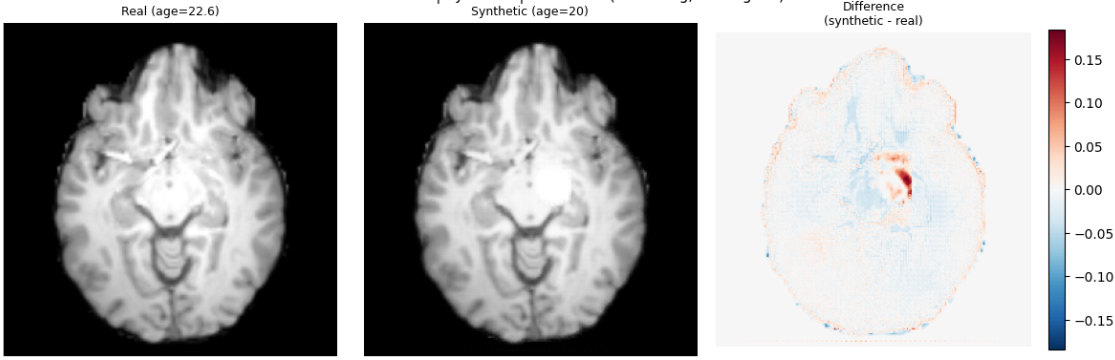 Real (age=22.6)
Synthetic (age=20)
Difference
(synthetic - real)
0.15
0.10
0.05
0.00
−0.05
−0.10
−0.15